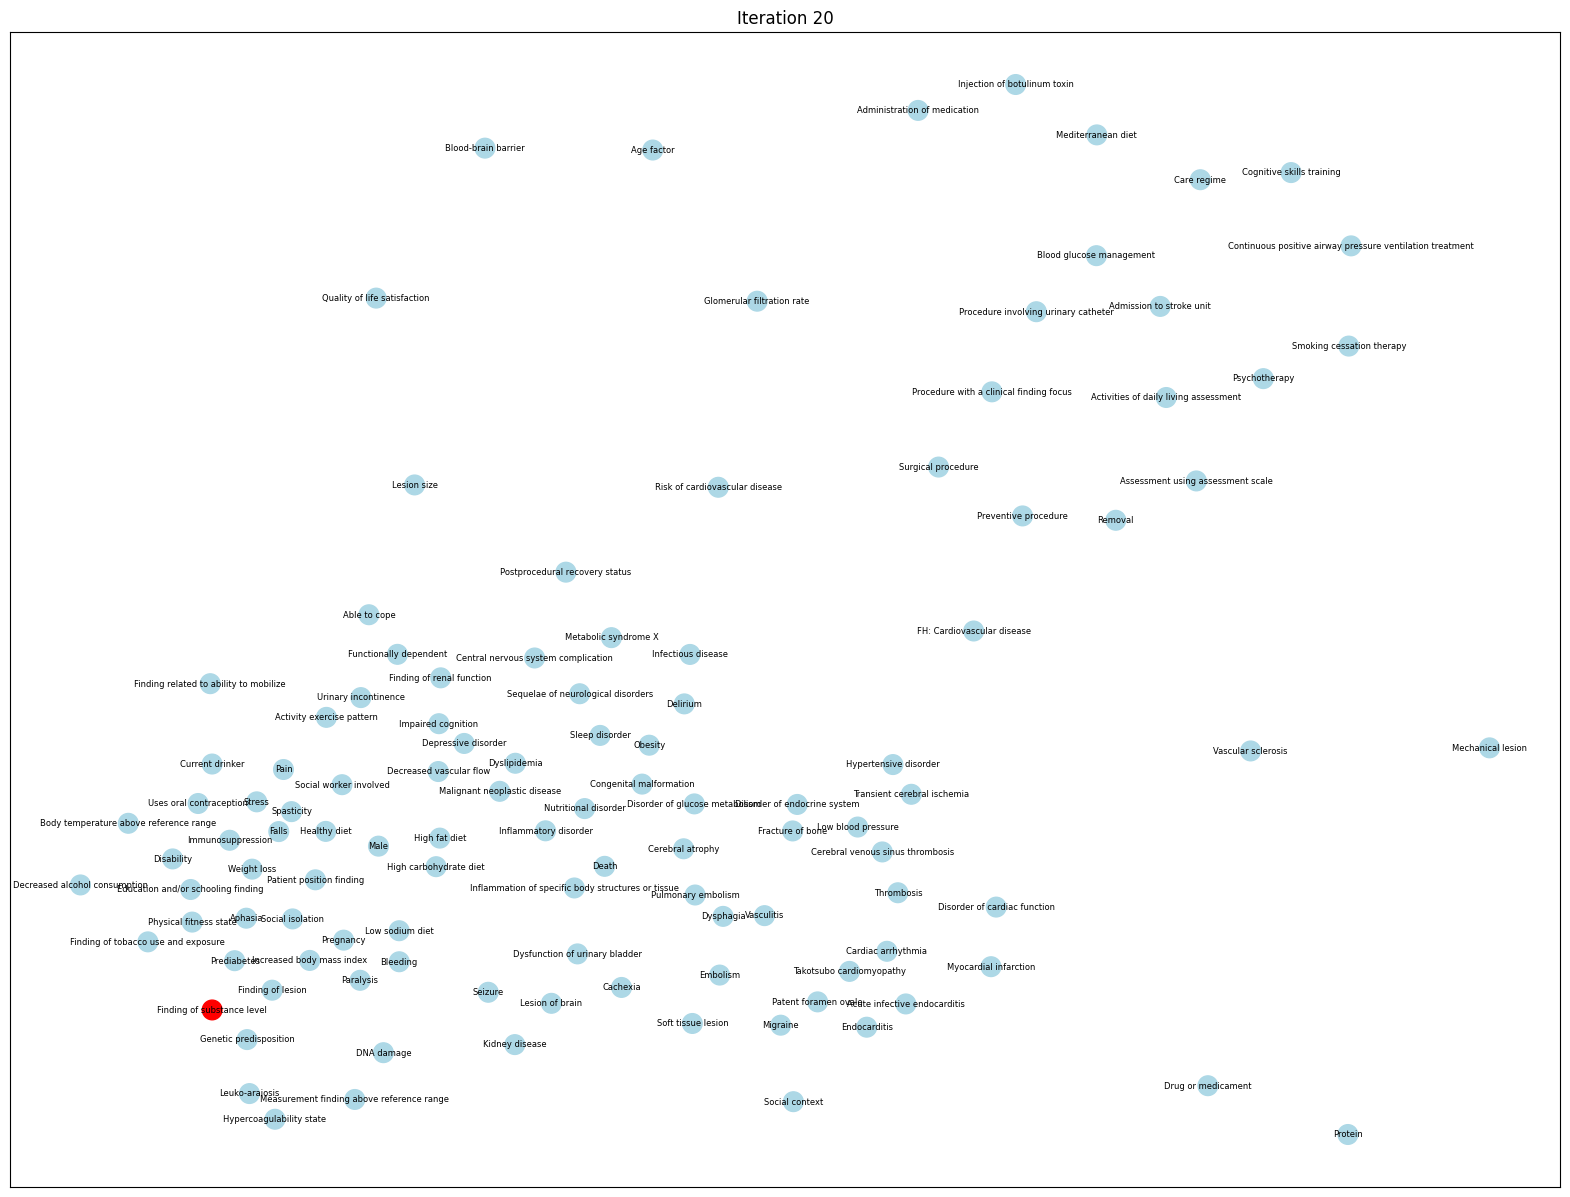 Iteration 20
Injection of botulinum toxin
Administration of medication
Mediterranean diet
Blood-brain barrier
Age factor
Cognitive skills training
Care regime
Continuous positive airway pressure ventilation treatment
Blood glucose management
Quality of life satisfaction
Glomerular filtration rate
Admission to stroke unit
Procedure involving urinary catheter
Smoking cessation therapy
Psychotherapy
Procedure with a clinical finding focus
Activities of daily living assessment
Surgical procedure
Assessment using assessment scale
Lesion size
Risk of cardiovascular disease
Preventive procedure
Removal
Postprocedural recovery status
Able to cope
FH: Cardiovascular disease
Metabolic syndrome X
Functionally dependent
Central nervous system complication
Infectious disease
Finding of renal function
Finding related to ability to mobilize
Urinary incontinence
Sequelae of neurological disorders
Delirium
Activity exercise pattern
Impaired cognition
Sleep disorder
Depressive disorder
Obesity
Vascular sclerosis
Mechanical lesion
Current drinker
Pain
Decreased vascular flow
Dyslipidemia
Hypertensive disorder
Social worker involved
Congenital malformation
Malignant neoplastic disease
Transient cerebral ischemia
Uses oral contraception
Stress
Disorder of glucose metabolism
Disorder of endocrine system
Spasticity
Nutritional disorder
Body temperature above reference range
Low blood pressure
Falls
Healthy diet
Inflammatory disorder
Fracture of bone
Immunosuppression
High fat diet
Male
Cerebral atrophy
Cerebral venous sinus thrombosis
Disability
Weight loss
High carbohydrate diet
Death
Patient position finding
Decreased alcohol consumption
Education and/or schooling finding
Inflammation of specific body structures or tissue
Pulmonary embolism
Thrombosis
Disorder of cardiac function
Physical fitness state
Aphasia
Social isolation
Dysphagia
Vasculitis
Low sodium diet
Finding of tobacco use and exposure
Pregnancy
Cardiac arrhythmia
Dysfunction of urinary bladder
Prediabetes
Increased body mass index
Bleeding
Myocardial infarction
Takotsubo cardiomyopathy
Embolism
Paralysis
Finding of lesion
Seizure
Cachexia
Lesion of brain
Patent foramen ovale
Acute infective endocarditis
Finding of substance level
Soft tissue lesion
Migraine
Endocarditis
Genetic predisposition
Kidney disease
DNA damage
Drug or medicament
Leuko-araiosis
Measurement finding above reference range
Social context
Hypercoagulability state
Protein